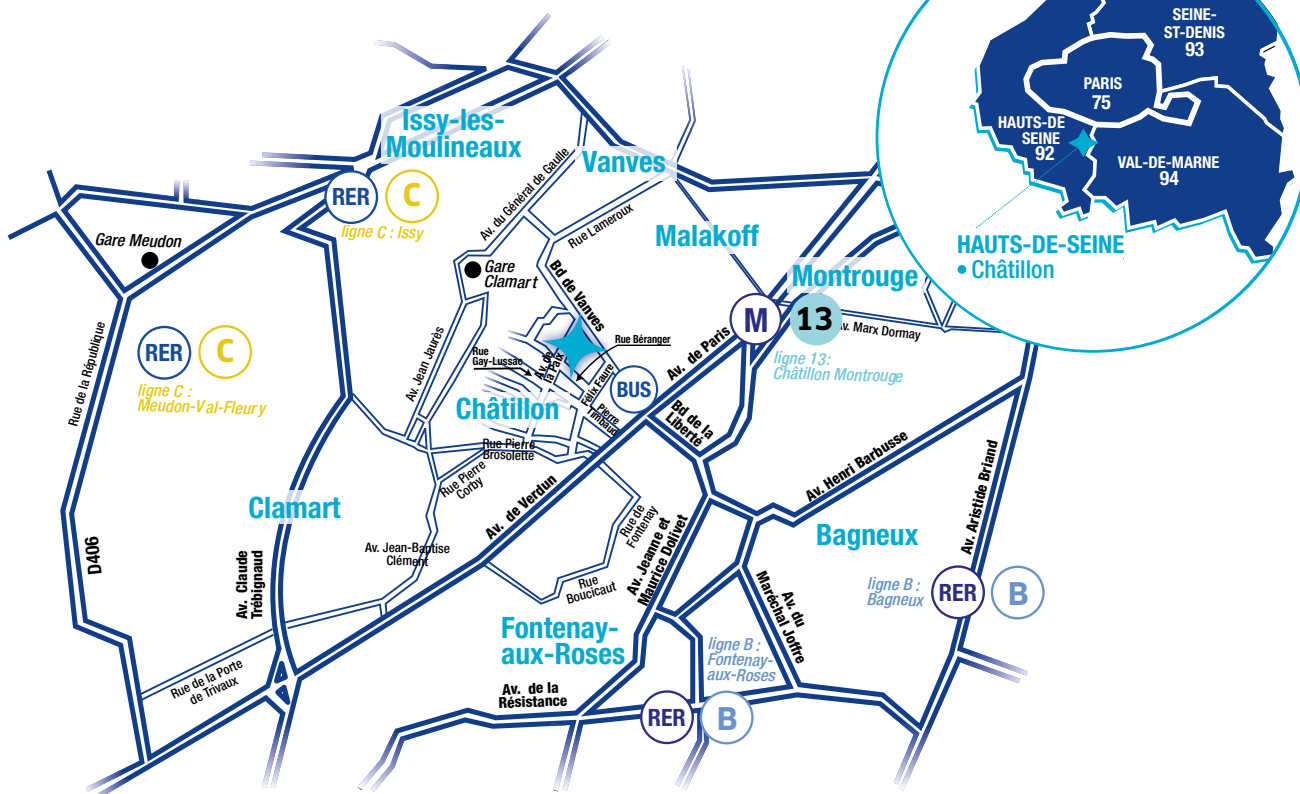 SEINE-
ST-DENIS
93
PARIS
75
HAUTS-DE
SEINE
92
VAL-DE-MARNE
94
HAUTS-DE-SEINE
• Châtillon
Issy-les-
Moulineaux
Vanves
RER
C
ligne C : Issy
Av. du Général de Gaulle
Rue Lameroux
Malakoff
Gare Meudon
Gare
Clamart
Bd de Vanves
Montrouge
M
13
Av. Marx Dormay
ligne 13:
Châtillon Montrouge
Rue de la République
RER
C
ligne C :
Meudon-Val-Fleury
Av. Jean Jaurès
Rue
Gay-Lussac
Av. de
la Paix
Rue Béranger
Félix Faure
Pierre
Timbaud
BUS
Av. de Paris
Châtillon
Bd de la
Liberté
Rue Pierre
Brosolette
Rue Pierre
Corby
Av. de Verdun
Av. Henri Barbusse
Av. Aristide Briand
Clamart
Bagneux
Rue de
Fontenay
D406
Av. Jean-Baptise
Clément
Av. Claude
Trébignaud
Rue
Boucicaut
Av. Jeanne et
Maurice Dolivet
Av. du
Maréchal Joffre
ligne B :
Bagneux
RER
B
Fontenay-
aux-Roses
ligne B :
Fontenay-
aux-Roses
Rue de la Porte
de Trivaux
Av. de la
Résistance
RER
B